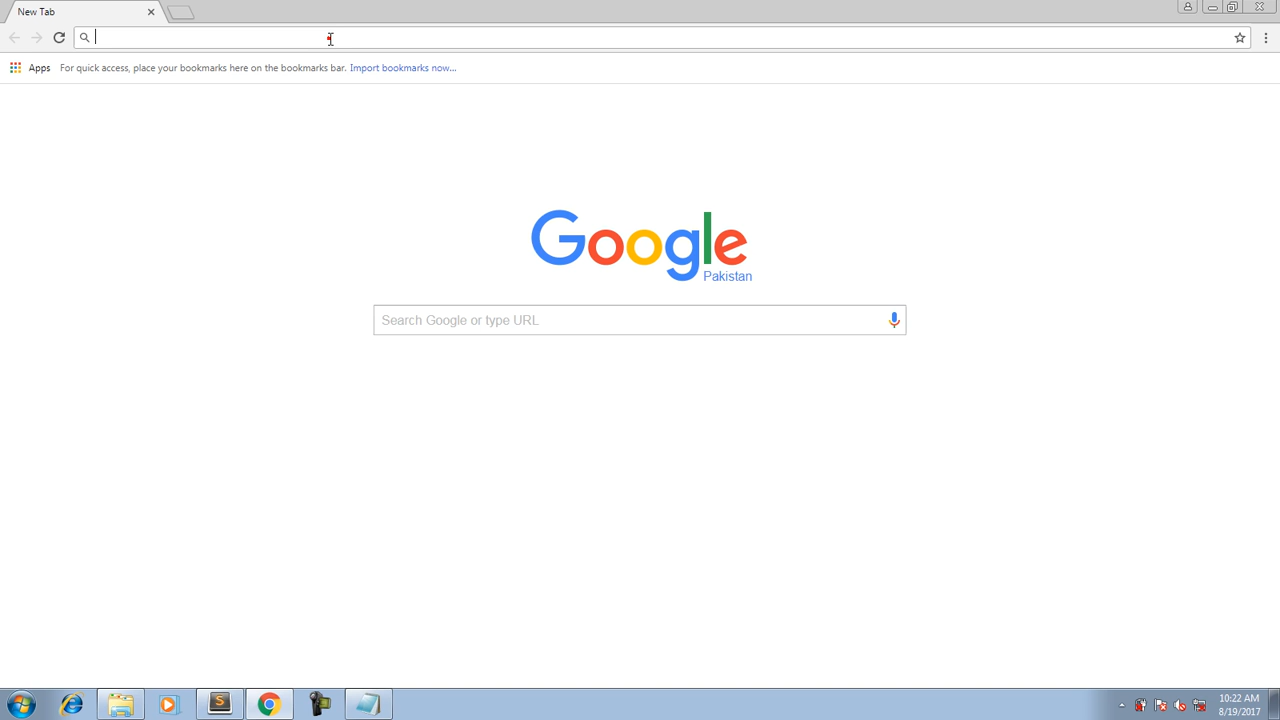 New Tab
Apps For quick access, place your bookmarks here on the bookmarks bar. Import bookmarks now...
Google
Pakistan
Search Google or type URL
S
10:22 AM
8/19/2017